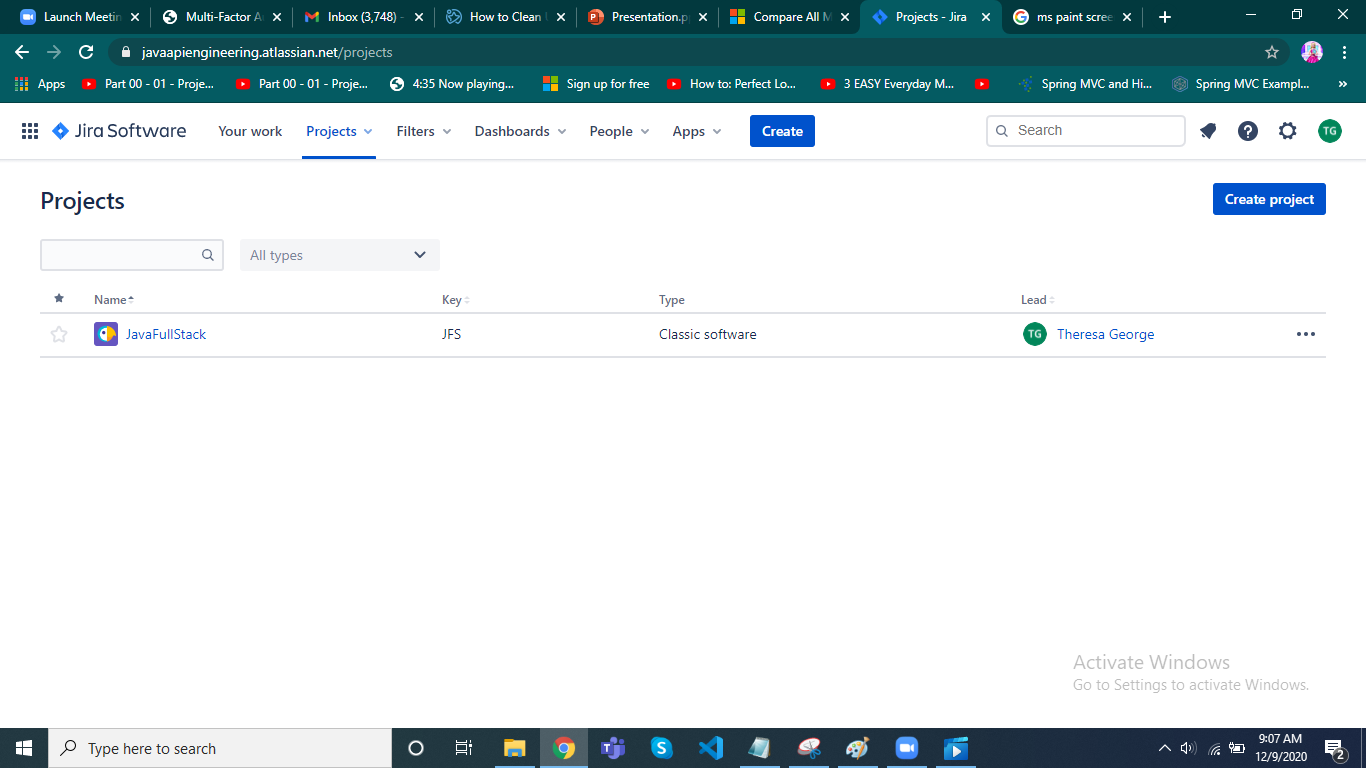 Launch Meetin
Multi-Factor A
Inbox (3,748) -
How to Clean
Presentation.p
Compare All M
Projects - Jira
ms paint scree
javaapiengineering.atlassian.net/projects
Apps
Part 00 - 01 - Proje...
Part 00 - 01 - Proje...
4:35 Now playing...
Sign up for free
How to: Perfect Lo...
3 EASY Everyday M...
Spring MVC and Hi...
Spring MVC Exampl...
»
Jira Software
Your work
Projects
Filters
Dashboards
People
Apps
Create
Search
TG
Projects
Create project
All types
Name
Key
Type
Lead
JavaFullStack
JFS
Classic software
TG
Theresa George
Activate Windows
Go to Settings to activate Windows.
Type here to search
9:07 AM
12/9/2020
2